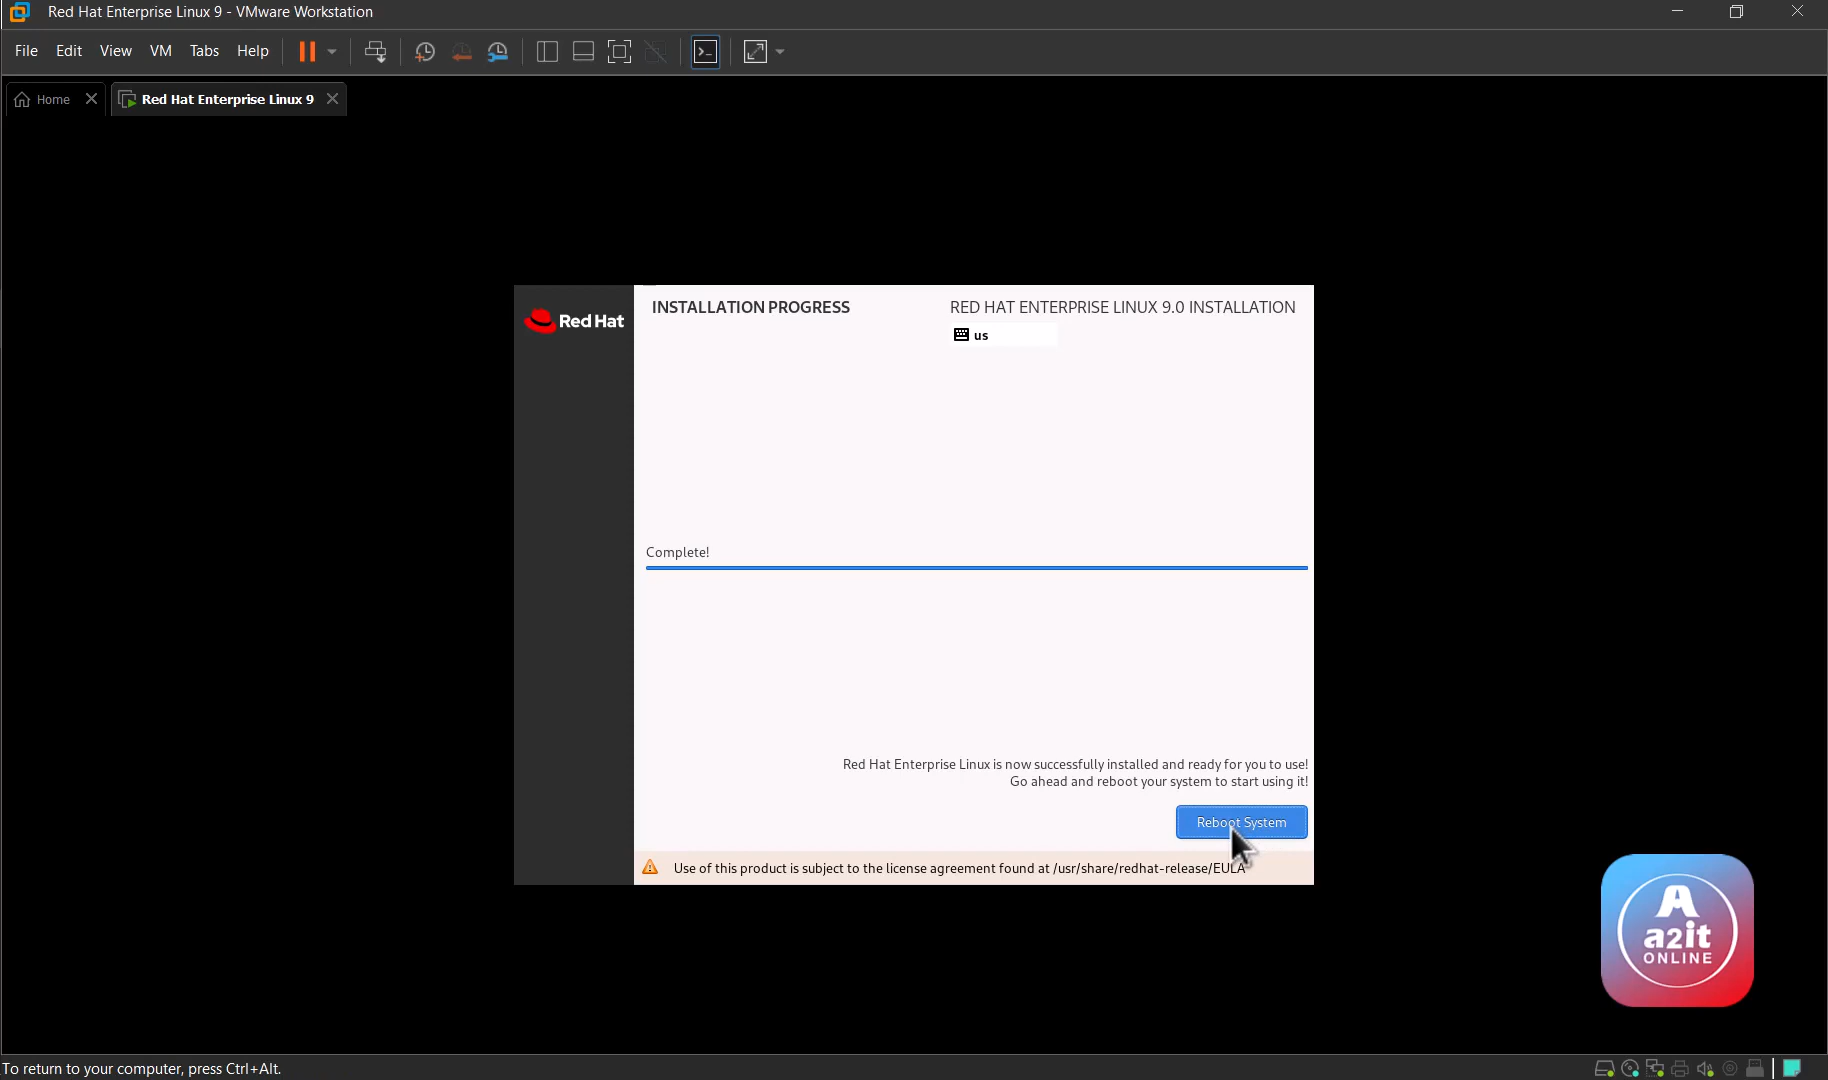 Red Hat Enterprise Linux 9 - VMware Workstation
File Edit View VM Tabs Help
Home Red Hat Enterprise Linux 9
Red Hat
INSTALLATION PROGRESS
RED HAT ENTERPRISE LINUX 9.0 INSTALLATION
us
Complete!
Red Hat Enterprise Linux is now successfully installed and ready for you to use!
Go ahead and reboot your system to start using it!
Reboot System
Use of this product is subject to the license agreement found at /usr/share/redhat-release/EULA
A
a2it
ONLINE
To return to your computer, press Ctrl+Alt.